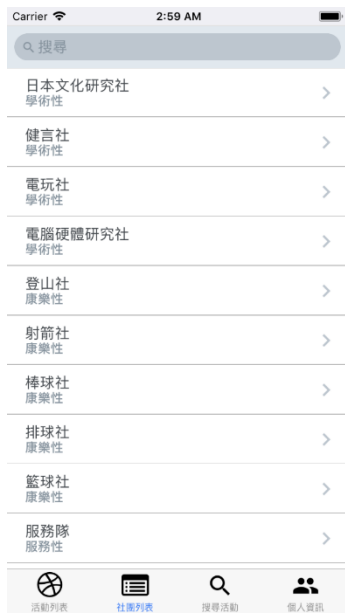 Carrier 2:59 AM
搜尋
日本文化研究社
學術性
健言社
學術性
電玩社
學術性
電腦硬體研究社
學術性
登山社
康樂性
射箭社
康樂性
棒球社
康樂性
排球社
康樂性
籃球社
康樂性
服務隊
服務性
活動列表 社團列表 搜尋活動 個人資訊